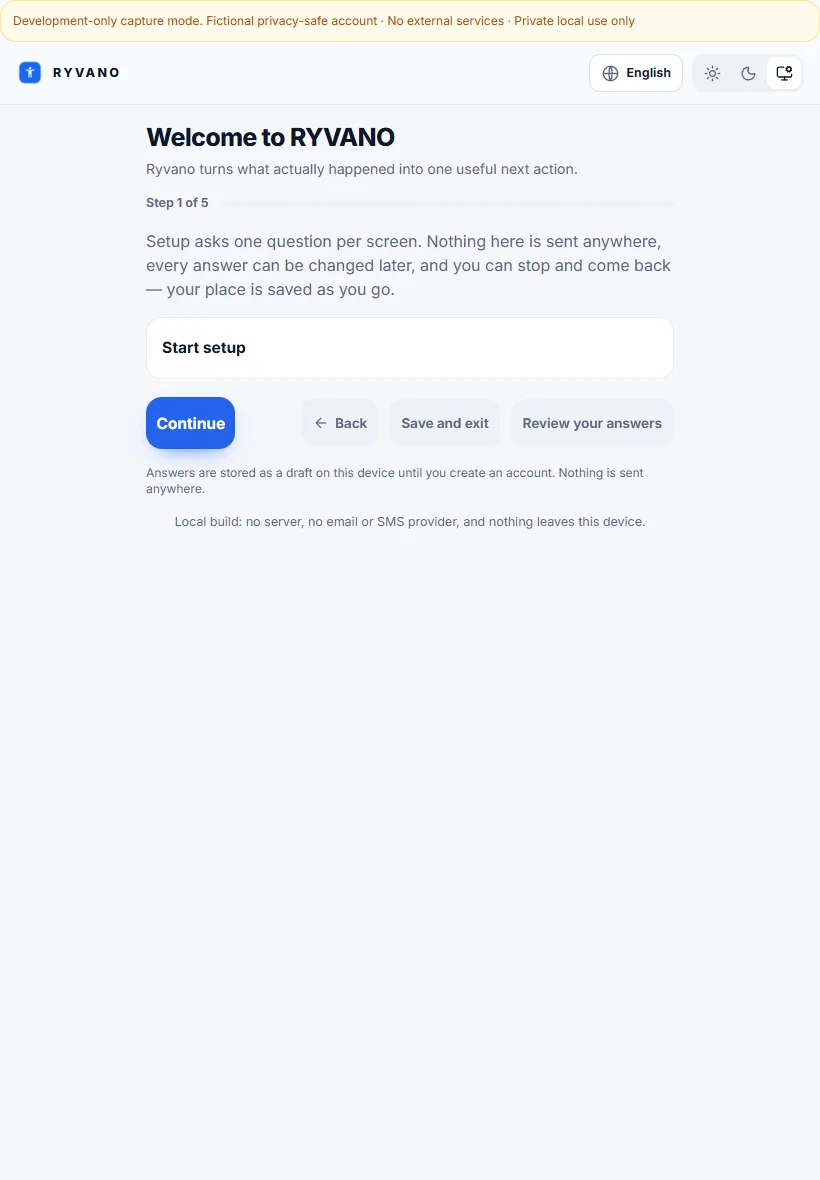 Development-only capture mode. Fictional privacy-safe account · No external services · Private local use only
RYVANO
English
Welcome to RYVANO
Ryvano turns what actually happened into one useful next action.
Step 1 of 5
Setup asks one question per screen. Nothing here is sent anywhere,
every answer can be changed later, and you can stop and come back
— your place is saved as you go.
Start setup
Continue
Back
Save and exit
Review your answers
Answers are stored as a draft on this device until you create an account. Nothing is sent
anywhere.
Local build: no server, no email or SMS provider, and nothing leaves this device.